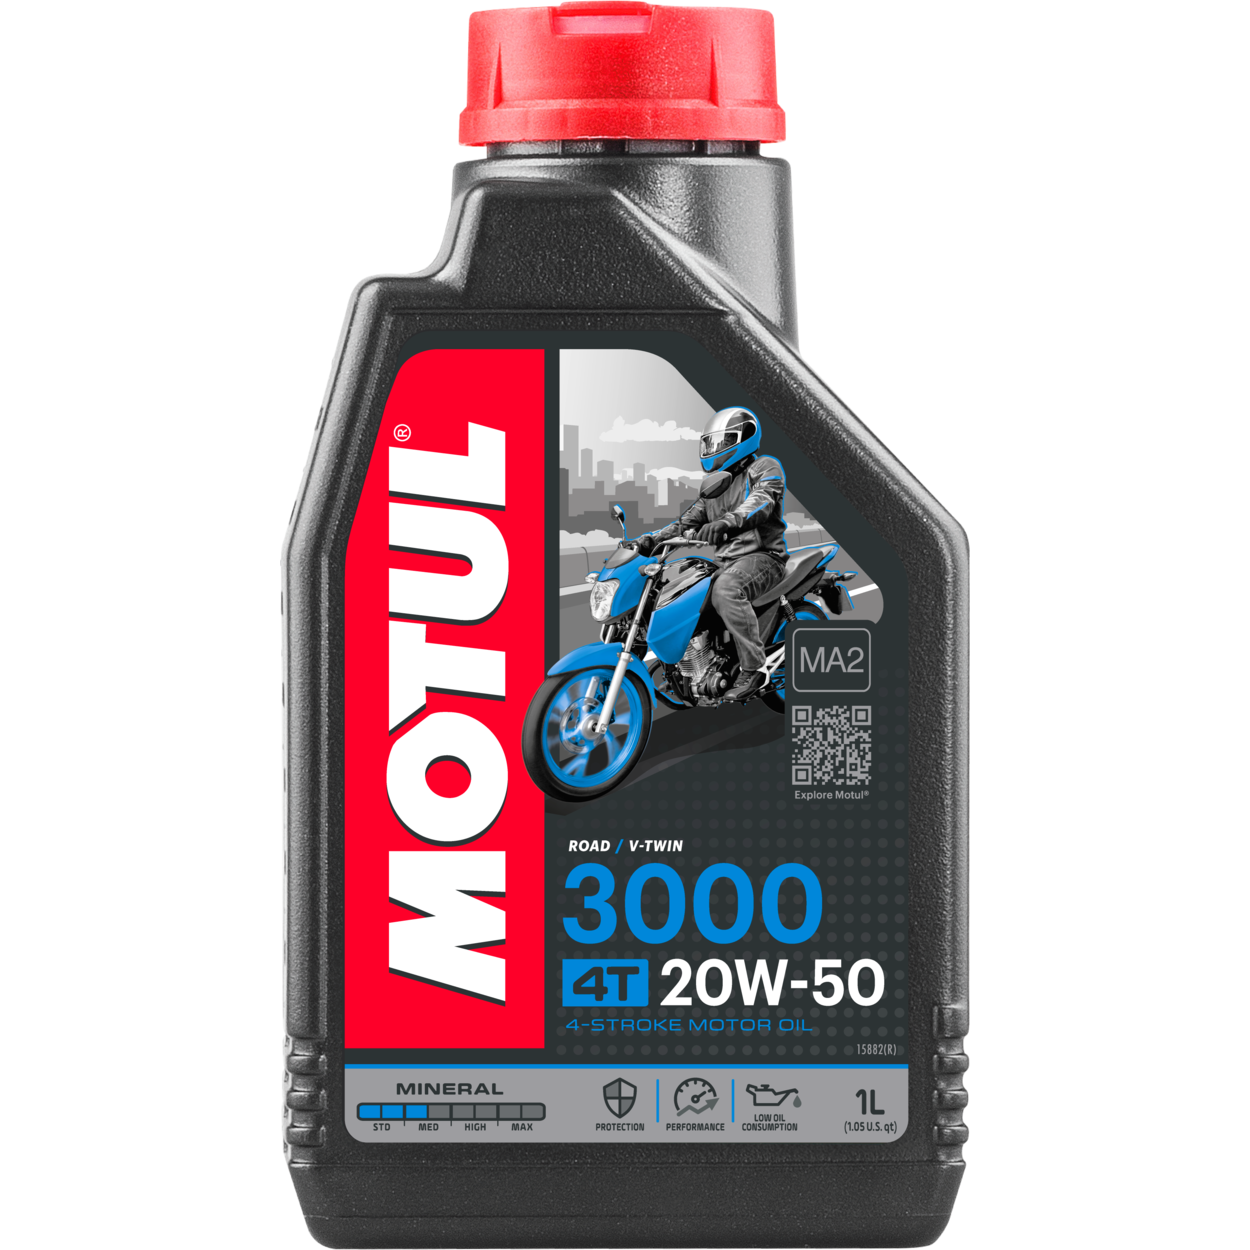 MOTUL®
MA2
Explore Motul®
ROAD / V-TWIN
3000
4T 20W-50
4-STROKE MOTOR OIL
15882(R)
MINERAL
STD MED HIGH MAX
PROTECTION
PERFORMANCE
LOW OIL
CONSUMPTION
1L
(1.05 U.S. qt)